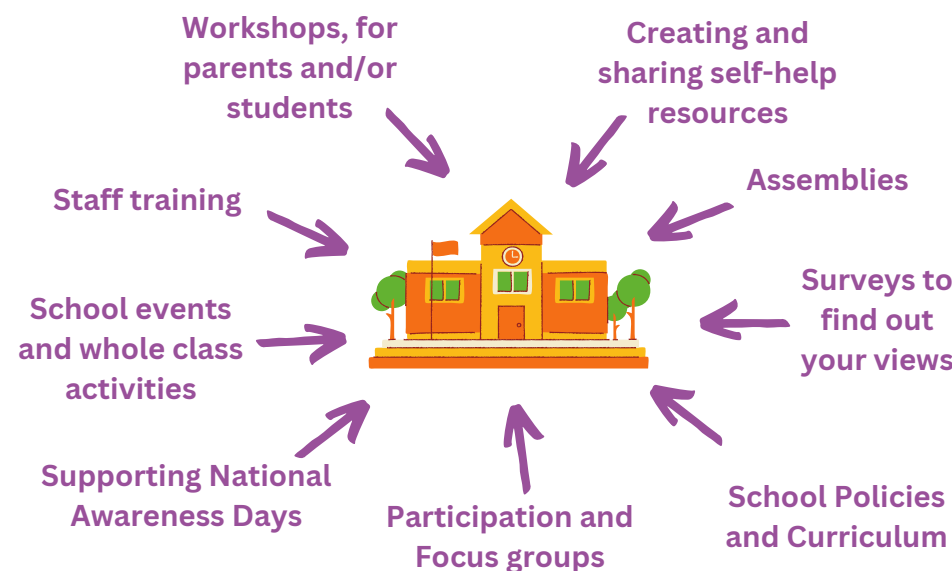 Workshops, for
parents and/or
students
Creating and
sharing self-help
resources
Staff training
Assemblies
School events
and whole class
activities
Surveys to
find out
your views
Supporting National
Awareness Days
Participation and
Focus groups
School Policies
and Curriculum